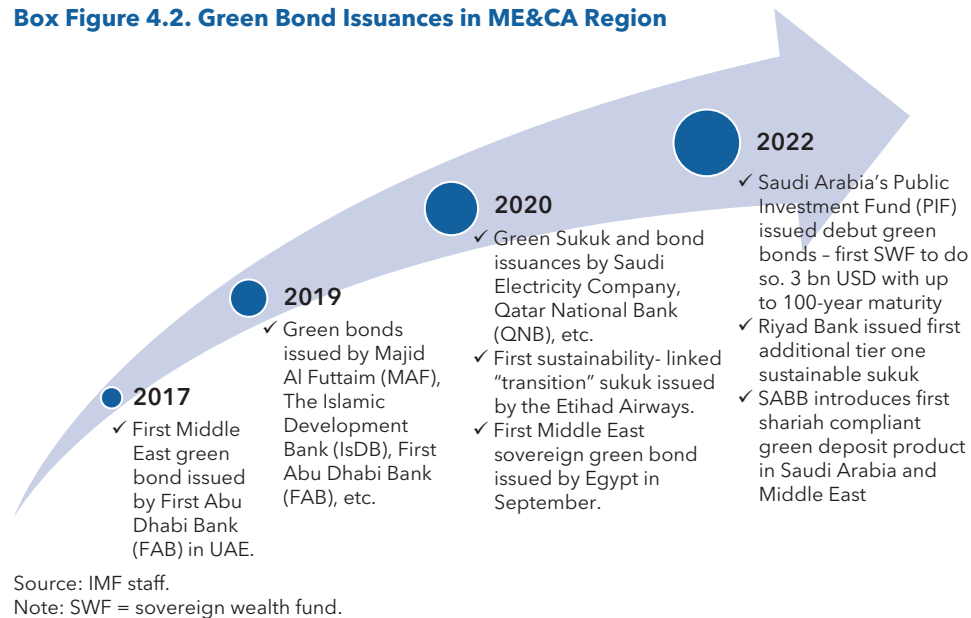 Box Figure 4.2. Green Bond Issuances in ME&CA Region
2017
✓ First Middle
East green
bond issued
by First Abu
Dhabi Bank
(FAB) in UAE.
2019
✓ Green bonds
issued by Majid
Al Futtaim (MAF),
The Islamic
Development
Bank (IsDB), First
Abu Dhabi Bank
(FAB), etc.
2020
✓ Green Sukuk and bond
issuances by Saudi
Electricity Company,
Qatar National Bank
(QNB), etc.
✓ First sustainability- linked
“transition” sukuk issued
by the Etihad Airways.
✓ First Middle East
sovereign green bond
issued by Egypt in
September.
2022
✓ Saudi Arabia’s Public
Investment Fund (PIF)
issued debut green
bonds – first SWF to do
so. 3 bn USD with up
to 100-year maturity
✓ Riyad Bank issued first
additional tier one
sustainable sukuk
✓ SABB introduces first
shariah compliant
green deposit product
in Saudi Arabia and
Middle East
Source: IMF staff.
Note: SWF = sovereign wealth fund.